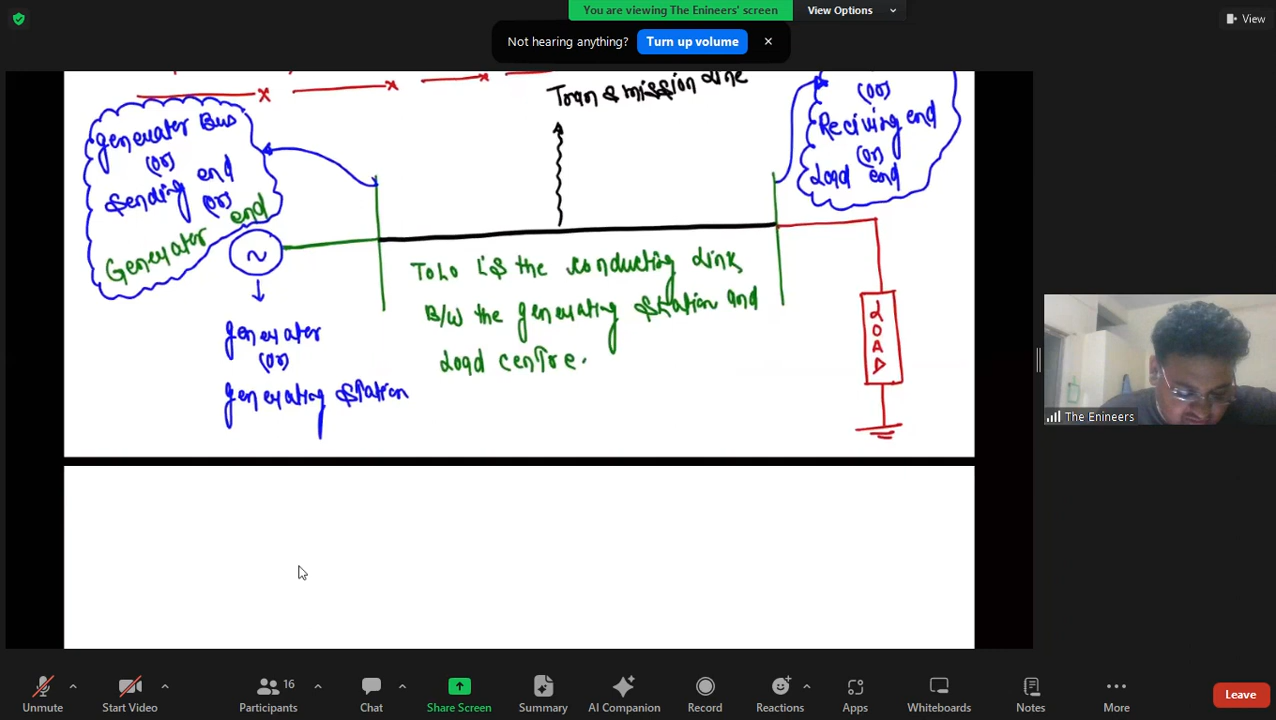 You are viewing The Enineers' screen
View Options
View
Not hearing anything?
Turn up volume
Transmission Line
(or)
Reciving end
(or)
Load end
Generater Bus
(or)
Sending end
(or)
Generater end
~
Generater
(or)
generating Station
T.L. is the conducting Link
B/W the generating Station and
Load centre.
LOAD
The Enineers
Unmute
Start Video
16
Participants
Chat
Share Screen
Summary
AI Companion
Record
Reactions
Apps
Whiteboards
Notes
More
Leave